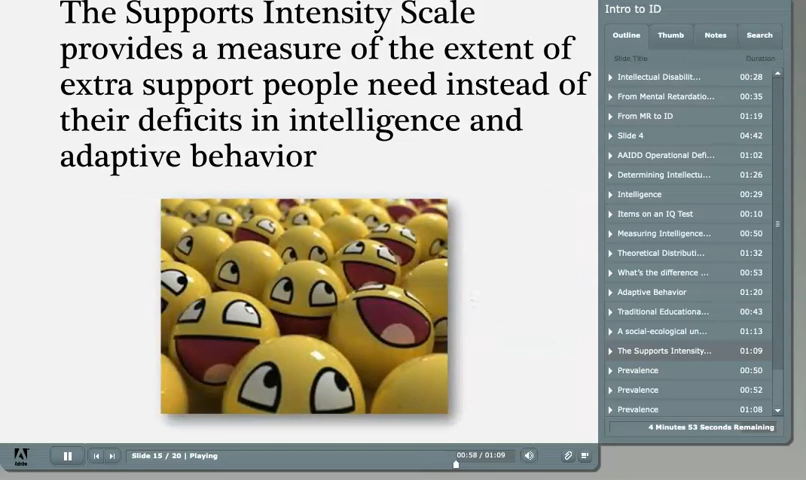 The Supports Intensity Scale
provides a measure of the extent of
extra support people need instead of
their deficits in intelligence and
adaptive behavior
Intro to ID
Outline Thumb Notes Search
Slide Title Duration
Intellectual Disabilit... 00:28
From Mental Retardatio... 00:35
From MR to ID 01:19
Slide 4 04:42
AAIDD Operational Defi... 01:02
Determining Intellectu... 01:26
Intelligence 00:29
Items on an IQ Test 00:10
Measuring Intelligence... 00:50
Theoretical Distributi... 01:32
What's the difference ... 00:53
Adaptive Behavior 01:20
Traditional Educationa... 00:43
A social-ecological un... 01:13
The Supports Intensity... 01:09
Prevalence 00:50
Prevalence 00:52
Prevalence 01:08
4 Minutes 53 Seconds Remaining
Adobe
Slide 15 / 20 | Playing
00:58 / 01:09